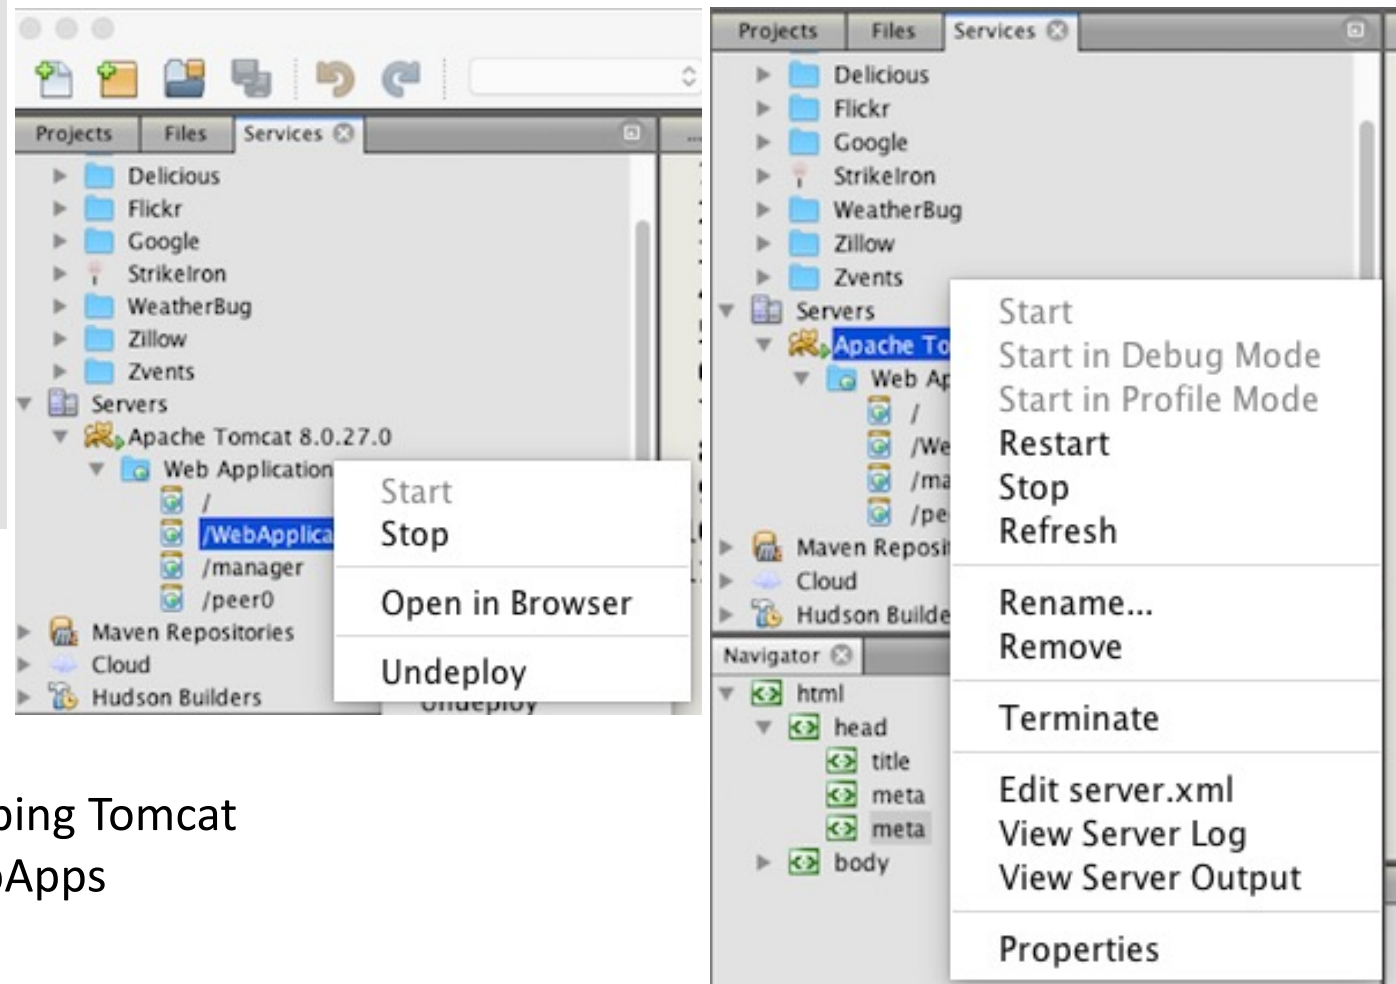 Projects
Files
Services
Delicious
Flickr
Google
StrikeIron
WeatherBug
Zillow
Zvents
Servers
Apache Tomcat 8.0.27.0
Web Application
/
/WebApplica
/manager
/peer0
Maven Repositories
Cloud
Hudson Builders
Start
Stop
Open in Browser
Undeploy
Undeploy
ping Tomcat
bApps
Projects
Files
Services
Delicious
Flickr
Google
StrikeIron
WeatherBug
Zillow
Zvents
Servers
Apache To
Web Ap
/
/We
/ma
/pe
Maven Reposit
Cloud
Hudson Builde
Start
Start in Debug Mode
Start in Profile Mode
Restart
Stop
Refresh
Rename...
Remove
Terminate
Edit server.xml
View Server Log
View Server Output
Properties
Navigator
html
head
title
meta
meta
body